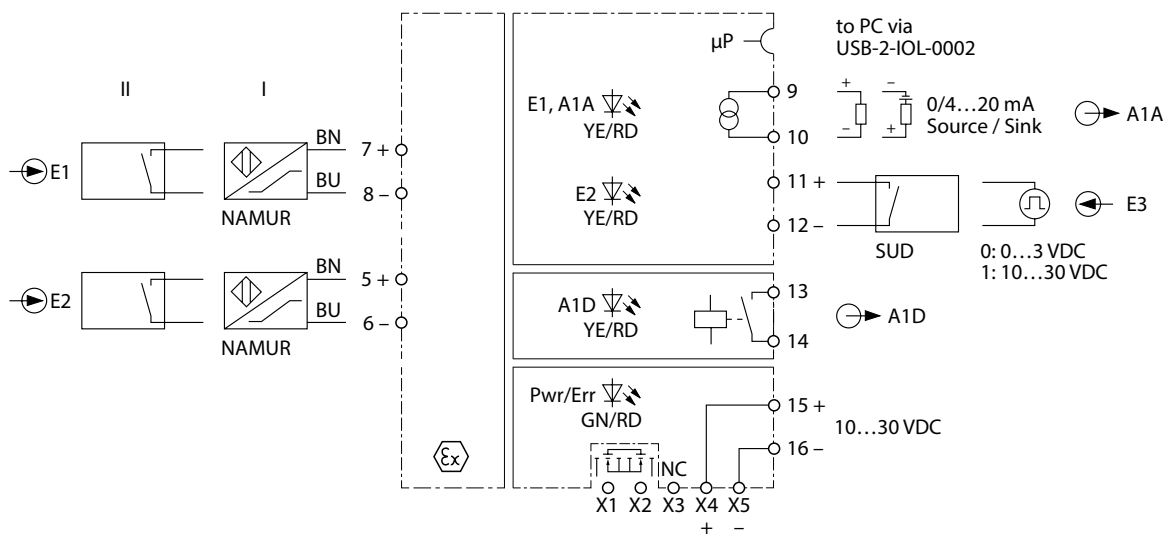 µP
to PC via
USB-2-IOL-0002
II
I
E1, A1A
YE/RD
9
10
+
–
–
+
0/4…20 mA
Source / Sink
A1A
E1
BN
BU
7 +
8 –
NAMUR
E2
YE/RD
11 +
12 –
SUD
E3
0: 0…3 VDC
1: 10…30 VDC
E2
BN
BU
5 +
6 –
NAMUR
A1D
YE/RD
13
14
A1D
Pwr/Err
GN/RD
15 +
16 –
10…30 VDC
Ex
NC
X1 X2 X3 X4 X5
+ –